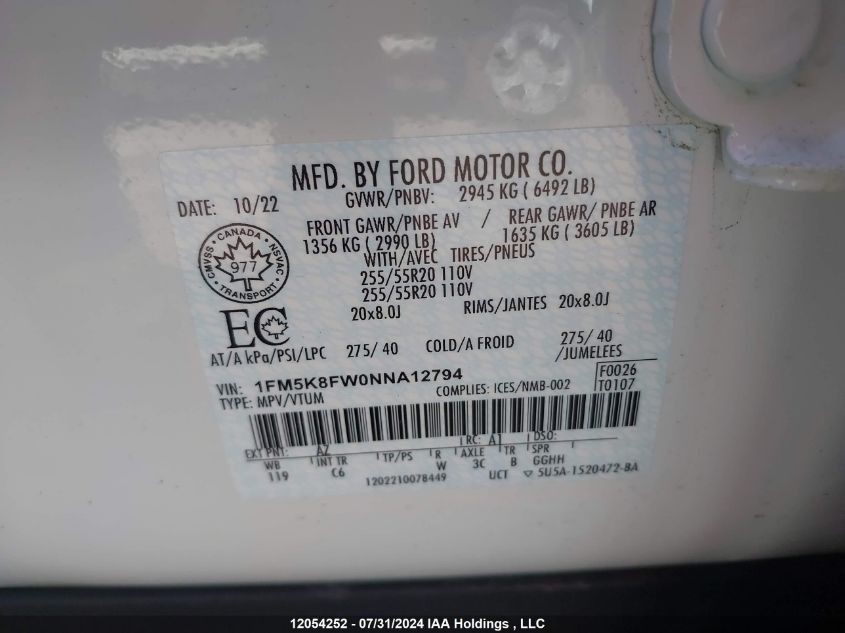 MFD. BY FORD MOTOR CO.
DATE: 10/22 GVWR/PNBV: 2945 KG ( 6492 LB)
FRONT GAWR/PNBE AV / REAR GAWR/ PNBE AR
1356 KG ( 2990 LB) 1635 KG ( 3605 LB)
WITH/AVEC TIRES/PNEUS
255/55R20 110V
255/55R20 110V
20x8.0J RIMS/JANTES 20x8.0J
CMVSS • CANADA • NSVAC
977
• TRANSPORT •
EC
AT/A kPa/PSI/LPC 275/ 40 COLD/A FROID 275/ 40
/JUMELEES
VIN: 1FM5K8FW0NNA12794
F0026
TYPE: MPV/VTUM COMPLIES: ICES/NMB-002
T0107
EXT PNT: AZ RC: A1 DSO:
WB INT TR TP/PS R AXLE TR SPR
119 C6 W 3C B GGHH
1202210078449 UCT ▽ 5U5A-1520472-BA
12054252 - 07/31/2024 IAA Holdings , LLC